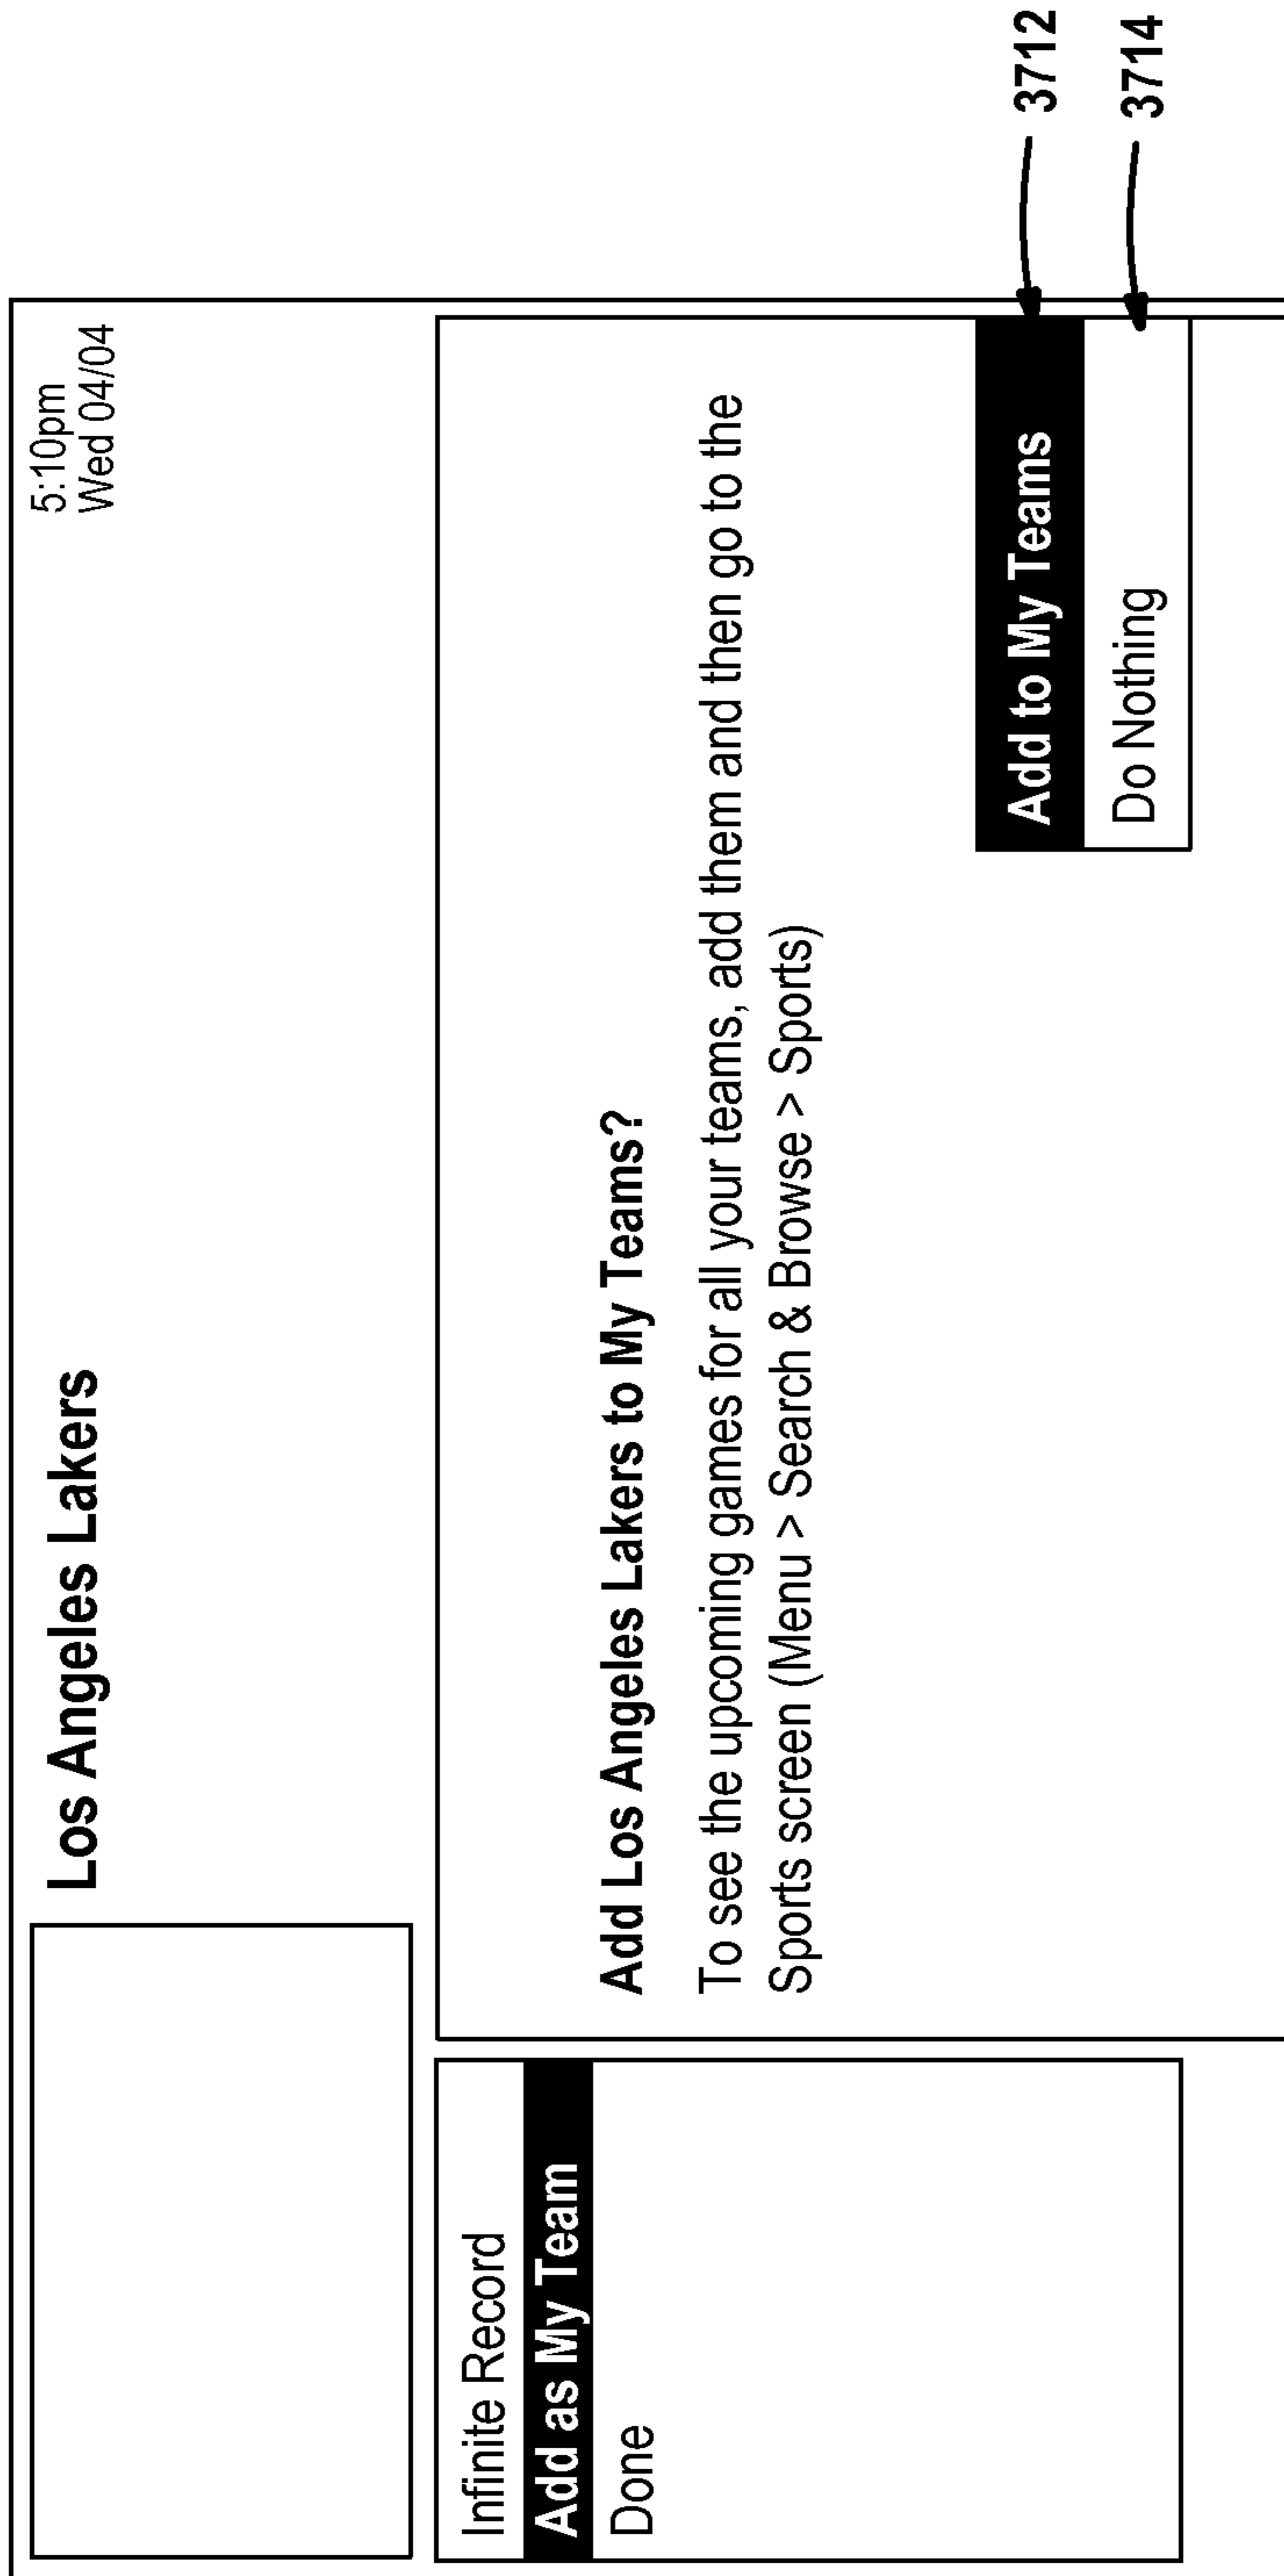 Los Angeles Lakers
5:10pm
Wed 04/04
Infinite Record
Add as My Team
Done
Add Los Angeles Lakers to My Teams?
To see the upcoming games for all your teams, add them and then go to the
Sports screen (Menu > Search & Browse > Sports)
Add to My Teams
Do Nothing
3712
3714